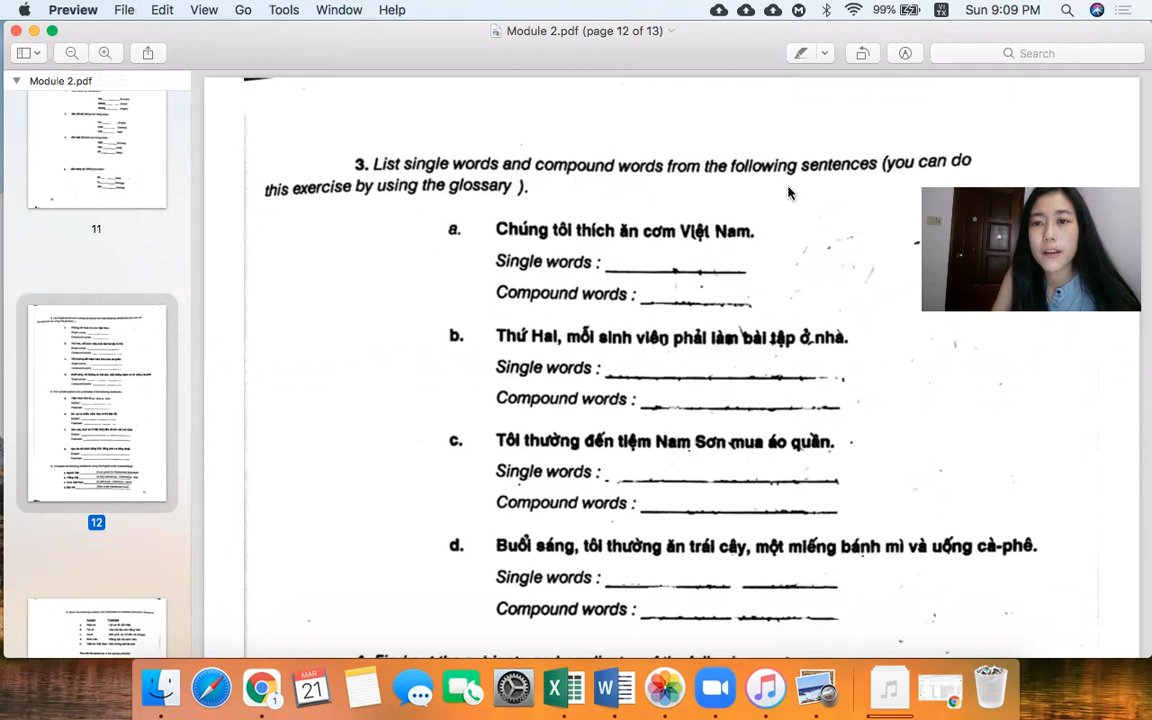 Preview File Edit View Go Tools Window Help 99% VI TX Sun 9:09 PM
Module 2.pdf (page 12 of 13)
Search
Module 2.pdf
11
12
3. List single words and compound words from the following sentences (you can do
this exercise by using the glossary ).
a. Chúng tôi thích ăn cơm Việt Nam.
Single words :
Compound words :
b. Thứ Hai, mỗi sinh viên phải làm bài tập ở nhà.
Single words :
Compound words :
c. Tôi thường đến tiệm Nam Sơn mua áo quần.
Single words :
Compound words :
d. Buổi sáng, tôi thường ăn trái cây, một miếng bánh mì và uống cà-phê.
Single words :
Compound words :
MAR
21